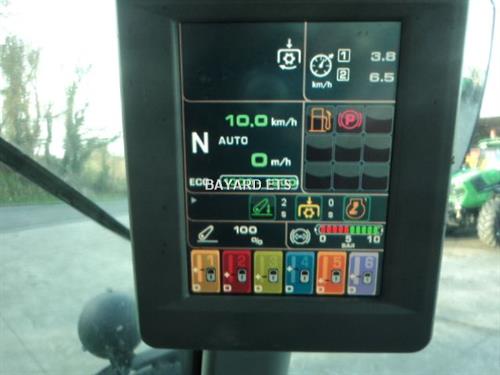 1 3.8
km/h 2 6.5
10.0 km/h
N AUTO
0 m/h
ECO
BAYARD ETS
P
2 s 0 s
100 %
0 5 10
BAR
1 2 3 4 5 6